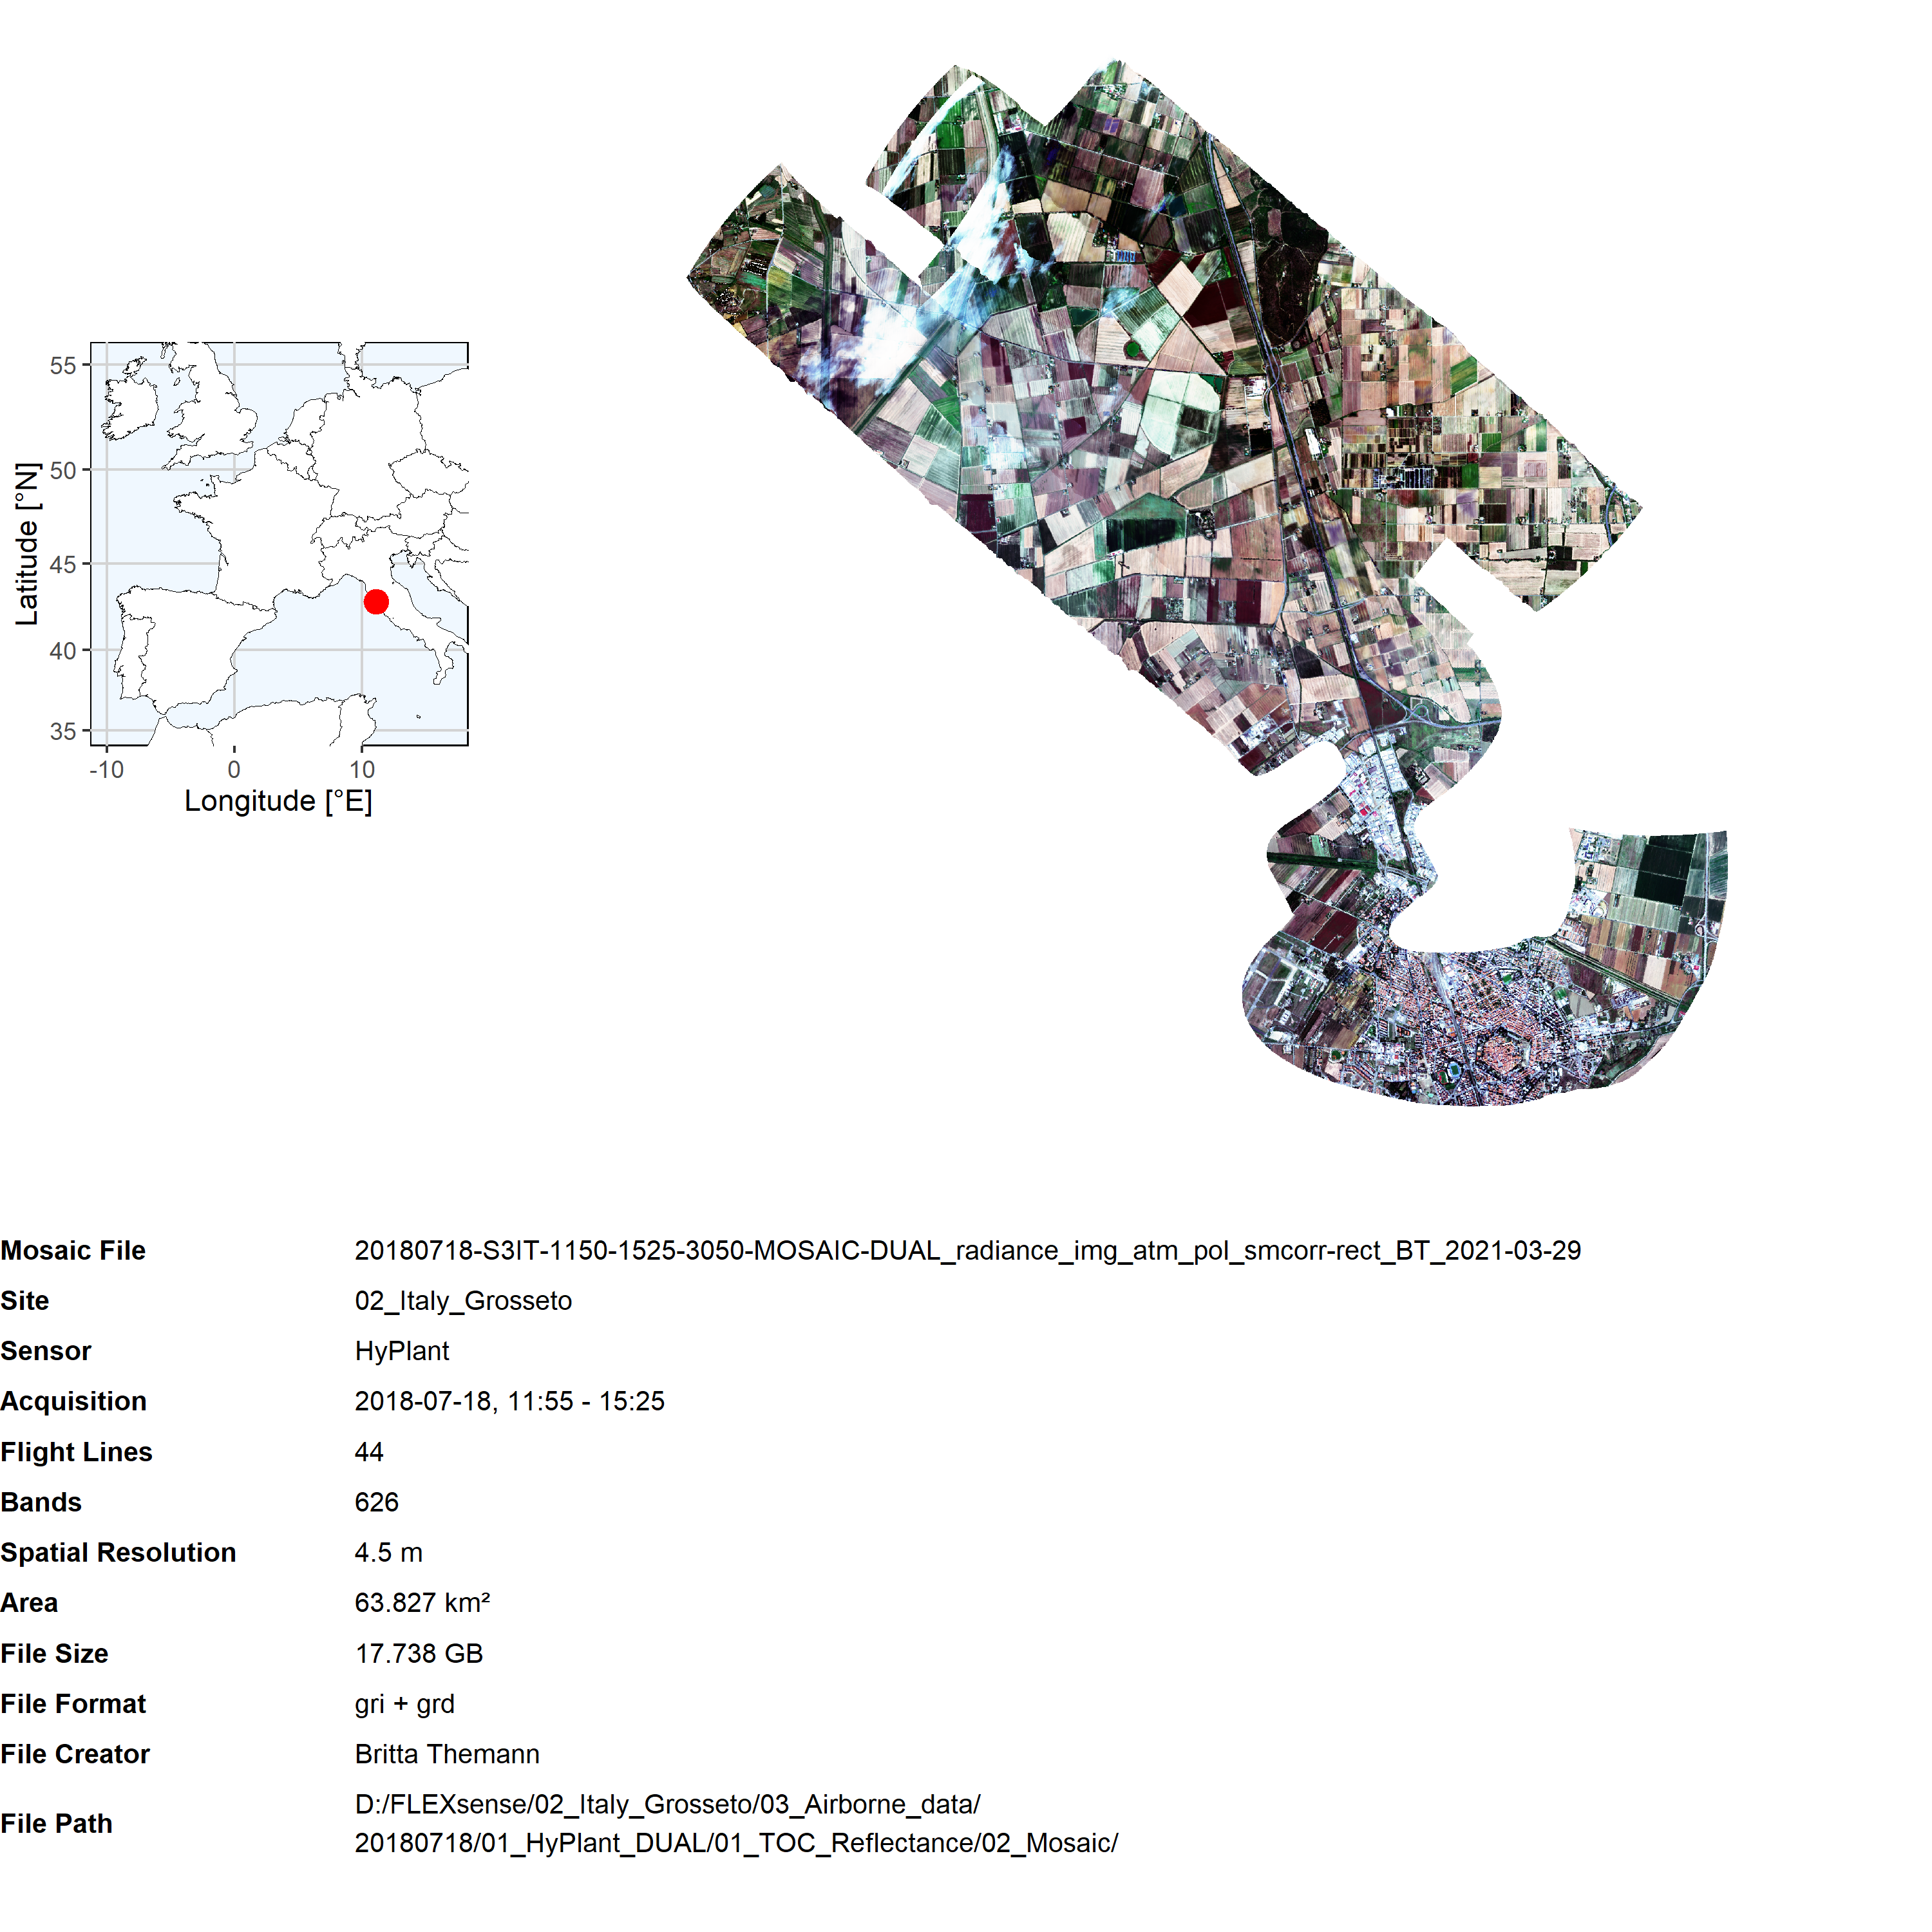 55
50
45
40
35
Latitude [°N]
-10 0 10
Longitude [°E]
Mosaic File 20180718-S3IT-1150-1525-3050-MOSAIC-DUAL_radiance_img_atm_pol_smcorr-rect_BT_2021-03-29
Site 02_Italy_Grosseto
Sensor HyPlant
Acquisition 2018-07-18, 11:55 - 15:25
Flight Lines 44
Bands 626
Spatial Resolution 4.5 m
Area 63.827 km²
File Size 17.738 GB
File Format gri + grd
File Creator Britta Themann
File Path D:/FLEXsense/02_Italy_Grosseto/03_Airborne_data/
20180718/01_HyPlant_DUAL/01_TOC_Reflectance/02_Mosaic/